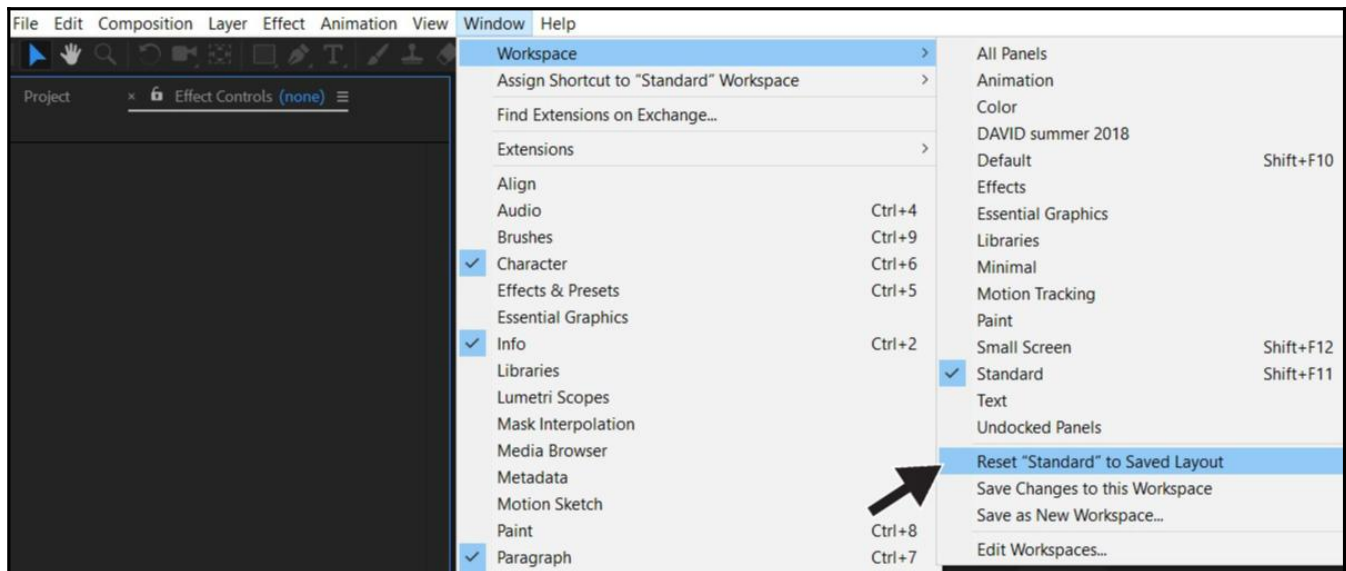 File Edit Composition Layer Effect Animation View Window Help
Project × Effect Controls (none) ≡
Workspace >
Assign Shortcut to “Standard” Workspace >
Find Extensions on Exchange...
Extensions >
Align
Audio Ctrl+4
Brushes Ctrl+9
Character Ctrl+6
Effects & Presets Ctrl+5
Essential Graphics
Info Ctrl+2
Libraries
Lumetri Scopes
Mask Interpolation
Media Browser
Metadata
Motion Sketch
Paint Ctrl+8
Paragraph Ctrl+7
All Panels
Animation
Color
DAVID summer 2018
Default Shift+F10
Effects
Essential Graphics
Libraries
Minimal
Motion Tracking
Paint
Small Screen Shift+F12
Standard Shift+F11
Text
Undocked Panels
Reset “Standard” to Saved Layout
Save Changes to this Workspace
Save as New Workspace...
Edit Workspaces...